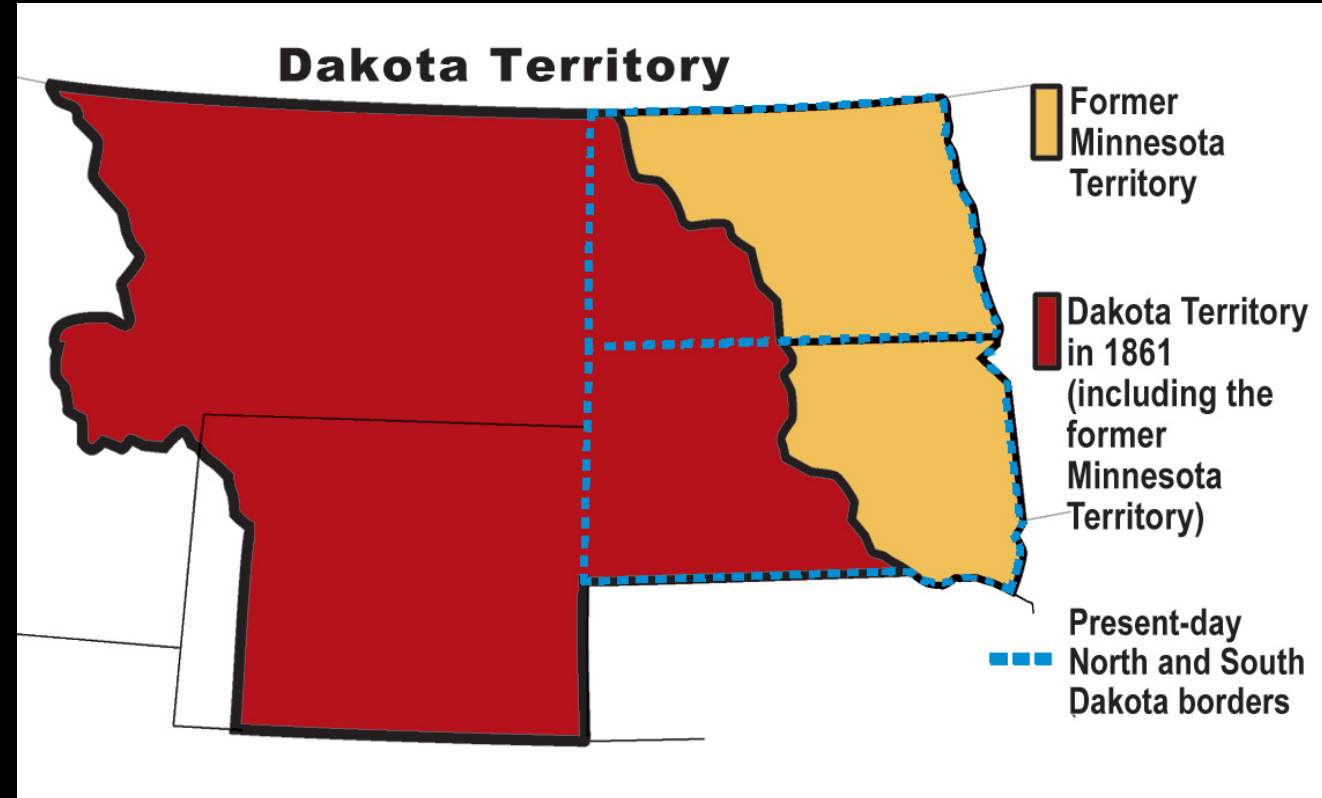 Dakota Territory
Former
Minnesota
Territory
Dakota Territory
in 1861
(including the
former
Minnesota
Territory)
Present-day
North and South
Dakota borders